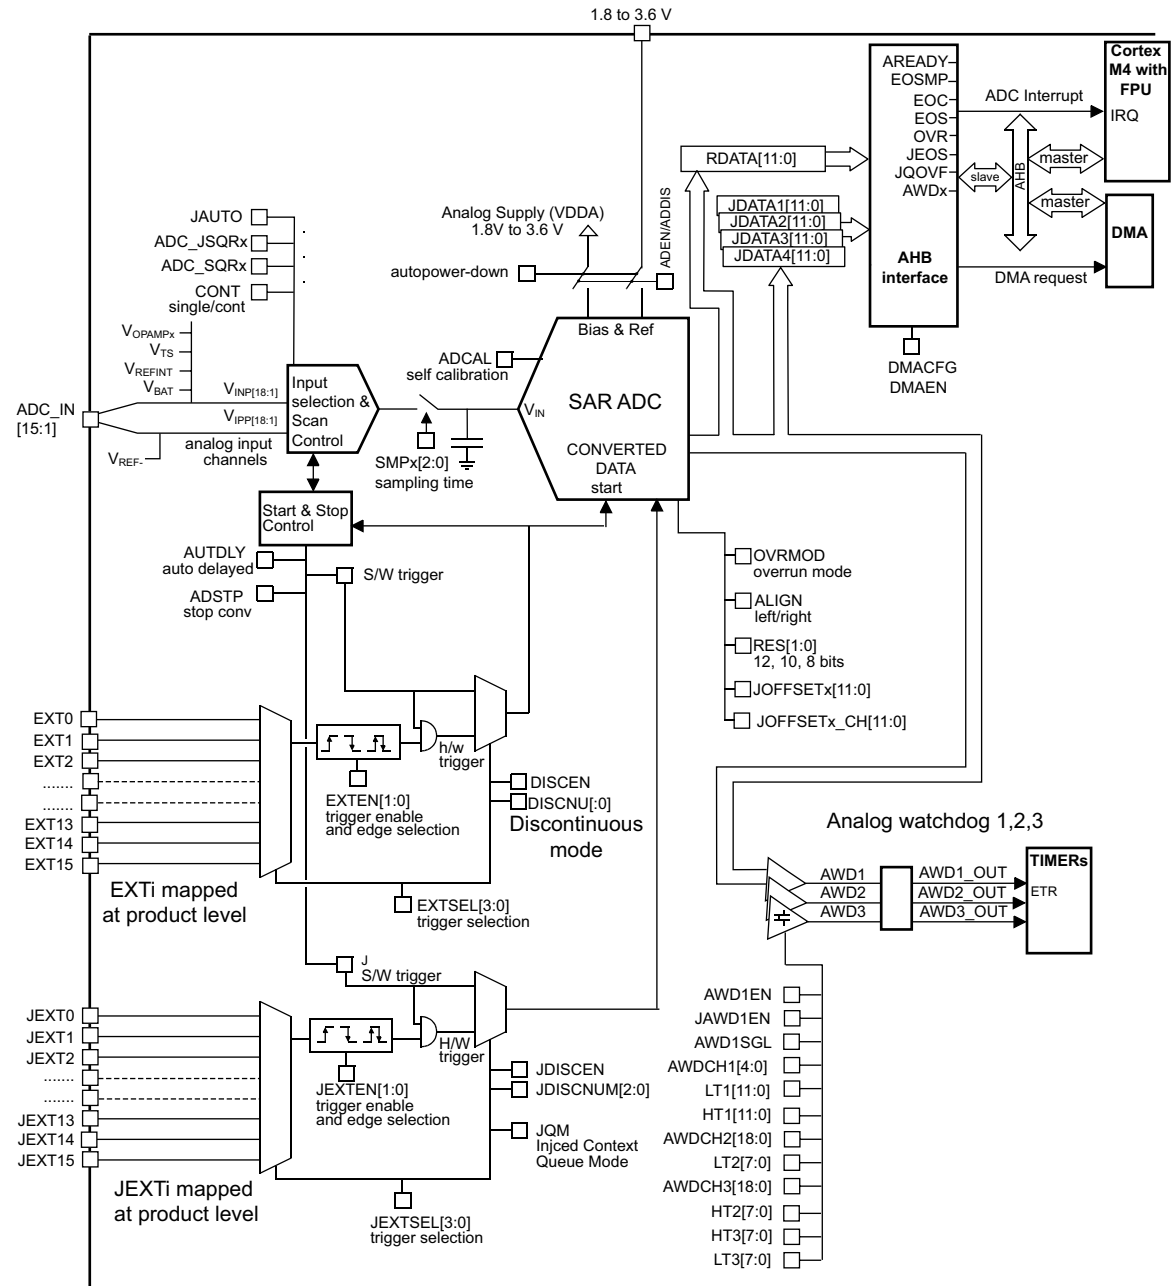 1.8 to 3.6 V
Cortex
M4 with
FPU
IRQ
AREADY
EOSMP
EOC
EOS
OVR
JEOS
JQOVF
AWDx
ADC Interrupt
slave
AHB
master
master
DMA
DMA request
AHB
interface
DMACFG
DMAEN
RDATA[11:0]
JDATA1[11:0]
JDATA2[11:0]
JDATA3[11:0]
JDATA4[11:0]
Analog Supply (VDDA)
1.8V to 3.6 V
ADEN/ADDIS
autopower-down
JAUTO
ADC_JSQRx
ADC_SQRx
CONT
single/cont
VOPAMPx
VTS
VREFINT
VBAT
ADC_IN
[15:1]
VINP[18:1]
VIPP[18:1]
analog input
channels
VREF-
Input
selection &
Scan
Control
ADCAL
self calibration
SMPx[2:0]
sampling time
Bias & Ref
SAR ADC
VIN
CONVERTED
DATA
start
Start & Stop
Control
AUTDLY
auto delayed
ADSTP
stop conv
S/W trigger
OVRMOD
overrun mode
ALIGN
left/right
RES[1:0]
12, 10, 8 bits
JOFFSETx[11:0]
JOFFSETx_CH[11:0]
EXT0
EXT1
EXT2
.......
.......
EXT13
EXT14
EXT15
EXTi mapped
at product level
EXTEN[1:0]
trigger enable
and edge selection
h/w
trigger
DISCEN
DISCNU[:0]
Discontinuous
mode
EXTSEL[3:0]
trigger selection
Analog watchdog 1,2,3
AWD1
AWD2
AWD3
AWD1_OUT
AWD2_OUT
AWD3_OUT
TIMERs
ETR
J
S/W trigger
JEXT0
JEXT1
JEXT2
.......
.......
JEXT13
JEXT14
JEXT15
JEXTi mapped
at product level
JEXTEN[1:0]
trigger enable
and edge selection
H/W
trigger
JDISCEN
JDISCNUM[2:0]
JQM
Injced Context
Queue Mode
JEXTSEL[3:0]
trigger selection
AWD1EN
JAWD1EN
AWD1SGL
AWDCH1[4:0]
LT1[11:0]
HT1[11:0]
AWDCH2[18:0]
LT2[7:0]
AWDCH3[18:0]
HT2[7:0]
HT3[7:0]
LT3[7:0]